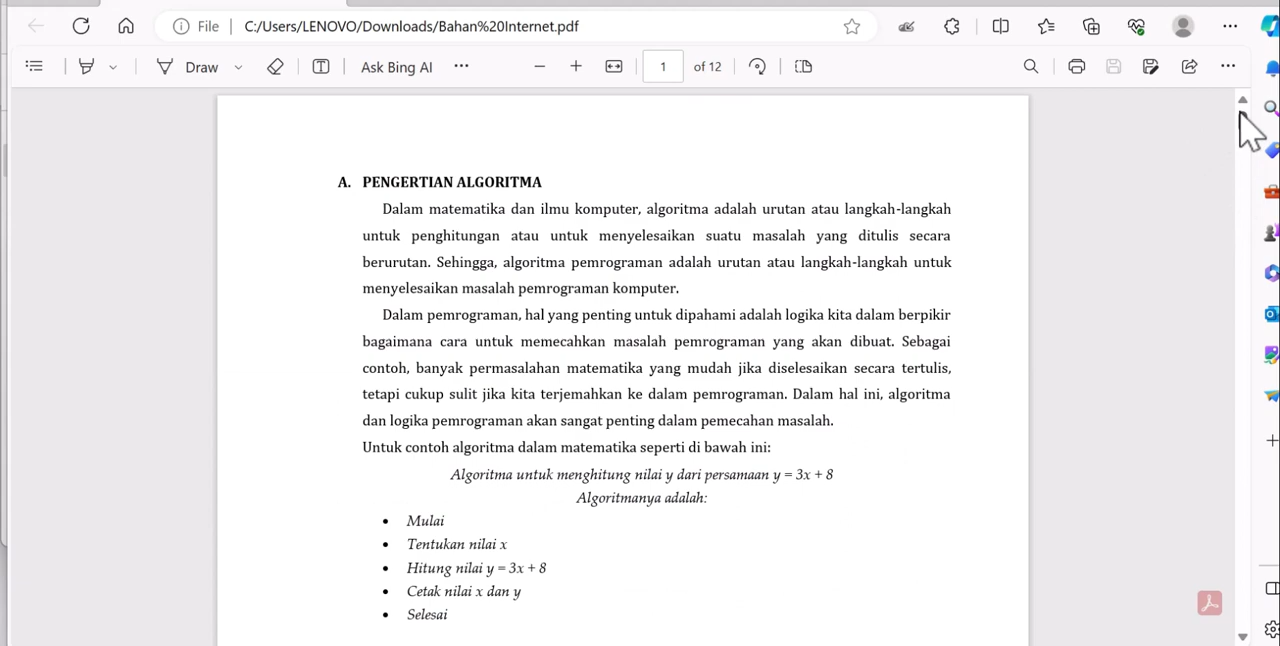 File
C:/Users/LENOVO/Downloads/Bahan%20Internet.pdf
Draw
Ask Bing AI
1
of 12
A. PENGERTIAN ALGORITMA
Dalam matematika dan ilmu komputer, algoritma adalah urutan atau langkah-langkah
untuk penghitungan atau untuk menyelesaikan suatu masalah yang ditulis secara
berurutan. Sehingga, algoritma pemrograman adalah urutan atau langkah-langkah untuk
menyelesaikan masalah pemrograman komputer.
Dalam pemrograman, hal yang penting untuk dipahami adalah logika kita dalam berpikir
bagaimana cara untuk memecahkan masalah pemrograman yang akan dibuat. Sebagai
contoh, banyak permasalahan matematika yang mudah jika diselesaikan secara tertulis,
tetapi cukup sulit jika kita terjemahkan ke dalam pemrograman. Dalam hal ini, algoritma
dan logika pemrograman akan sangat penting dalam pemecahan masalah.
Untuk contoh algoritma dalam matematika seperti di bawah ini:
Algoritma untuk menghitung nilai y dari persamaan y = 3x + 8
Algoritmanya adalah:
• Mulai
• Tentukan nilai x
• Hitung nilai y = 3x + 8
• Cetak nilai x dan y
• Selesai